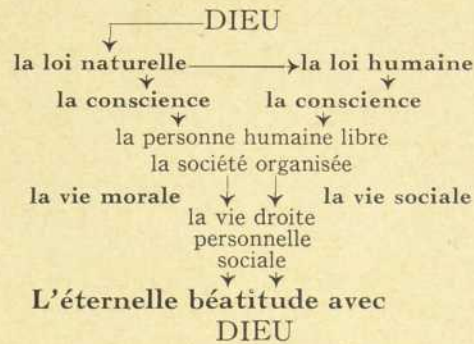 DIEU
la loi naturelle la loi humaine
la conscience la conscience
la personne humaine libre
la société organisée
la vie morale la vie sociale
la vie droite
personnelle
sociale
L'éternelle béatitude avec
DIEU